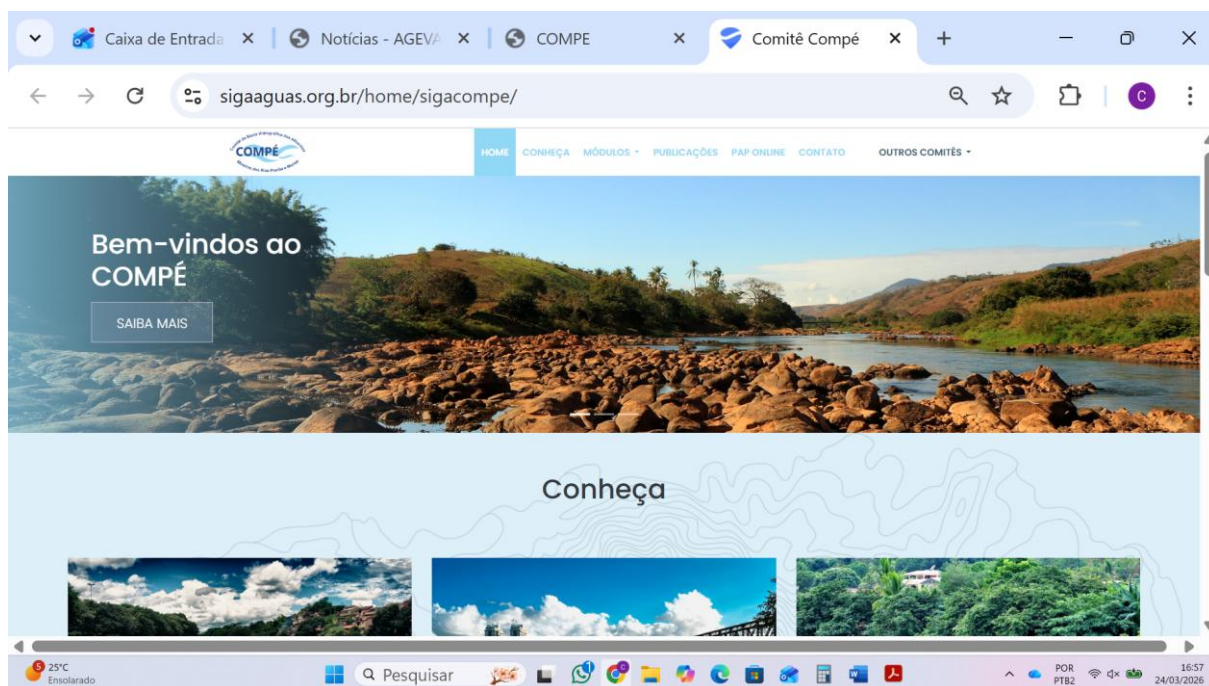 Caixa de Entrada
Notícias - AGEVA
COMPE
Comitê Compé
sigaaguas.org.br/home/sigacompe/
C
COMPÉ
HOME
CONHEÇA
MÓDULOS
PUBLICAÇÕES
PAP ONLINE
CONTATO
OUTROS COMITÊS
Bem-vindos ao
COMPÉ
SAIBA MAIS
Conheça
5
25°C
Ensolarado
Pesquisar
POR
PTB2
16:57
24/03/2026